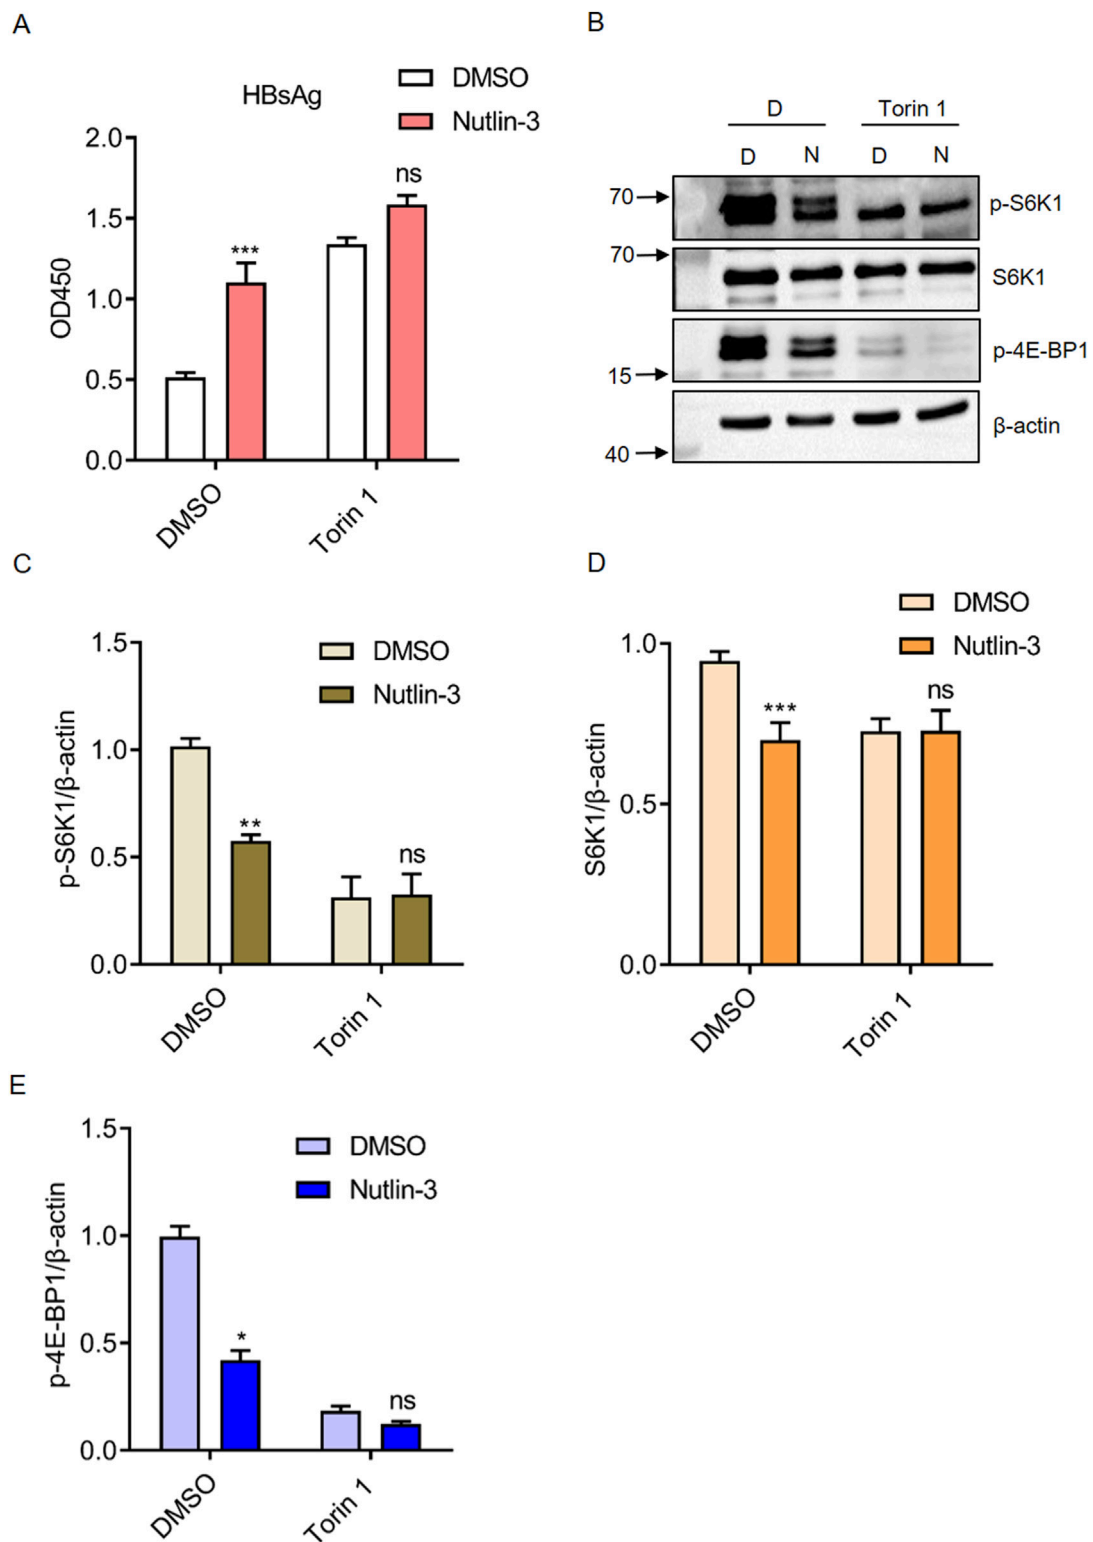 A
HBsAg
DMSO
Nutlin-3
OD450
2.0
1.5
1.0
0.5
0.0
***
ns
DMSO
Torin 1
B
D
Torin 1
D
N
D
N
70
p-S6K1
70
S6K1
p-4E-BP1
15
β-actin
40
C
DMSO
Nutlin-3
p-S6K1/β-actin
1.5
1.0
0.5
0.0
**
ns
DMSO
Torin 1
D
DMSO
Nutlin-3
S6K1/β-actin
1.0
0.5
0.0
***
ns
DMSO
Torin 1
E
DMSO
Nutlin-3
p-4E-BP1/β-actin
1.5
1.0
0.5
0.0
*
ns
DMSO
Torin 1